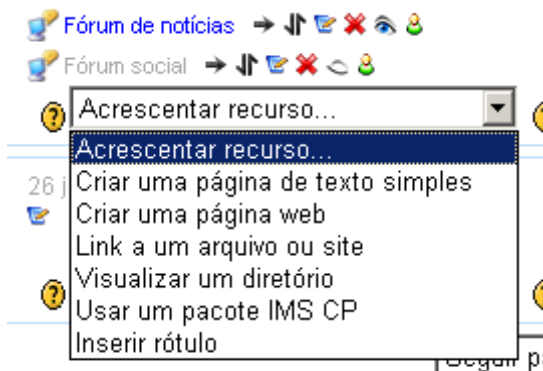 Fórum de notícias
Fórum social
Acrescentar recurso...
Acrescentar recurso...
26 j
Criar uma página de texto simples
Criar uma página web
Link a um arquivo ou site
Visualizar um diretório
Usar um pacote IMS CP
Inserir rótulo